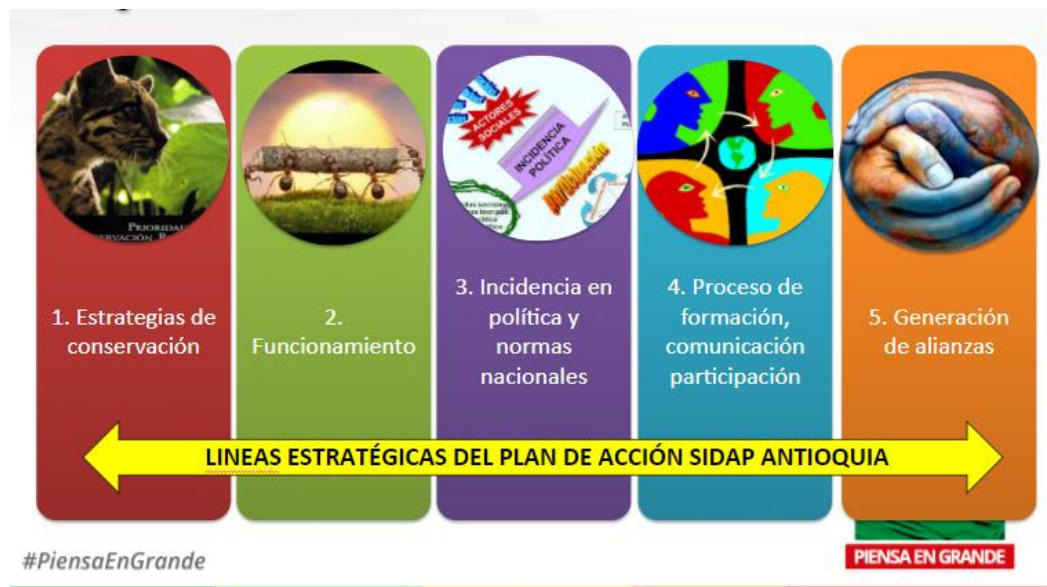 PRIORIDAD
ACTORES
SOCIALES
INCIDENCIA
POLÍTICA
1. Estrategias de
conservación
2.
Funcionamiento
3. Incidencia en
política y
normas
nacionales
4. Proceso de
formación,
comunicación
participación
5. Generación
de alianzas
LINEAS ESTRATÉGICAS DEL PLAN DE ACCIÓN SIDAP ANTIOQUIA
#PiensaEnGrande
PIENSA EN GRANDE